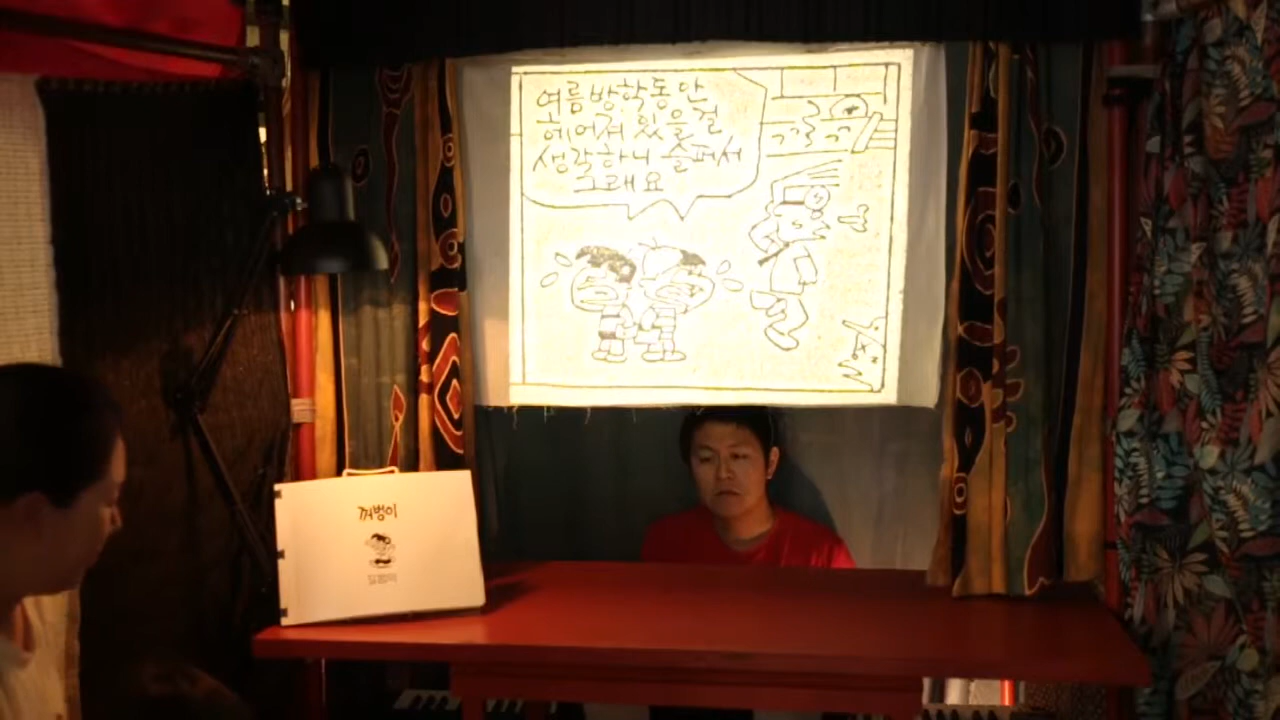 여름방학동안
헤어져 있을걸
생각하니 슬퍼서
그래요
꺼벙이